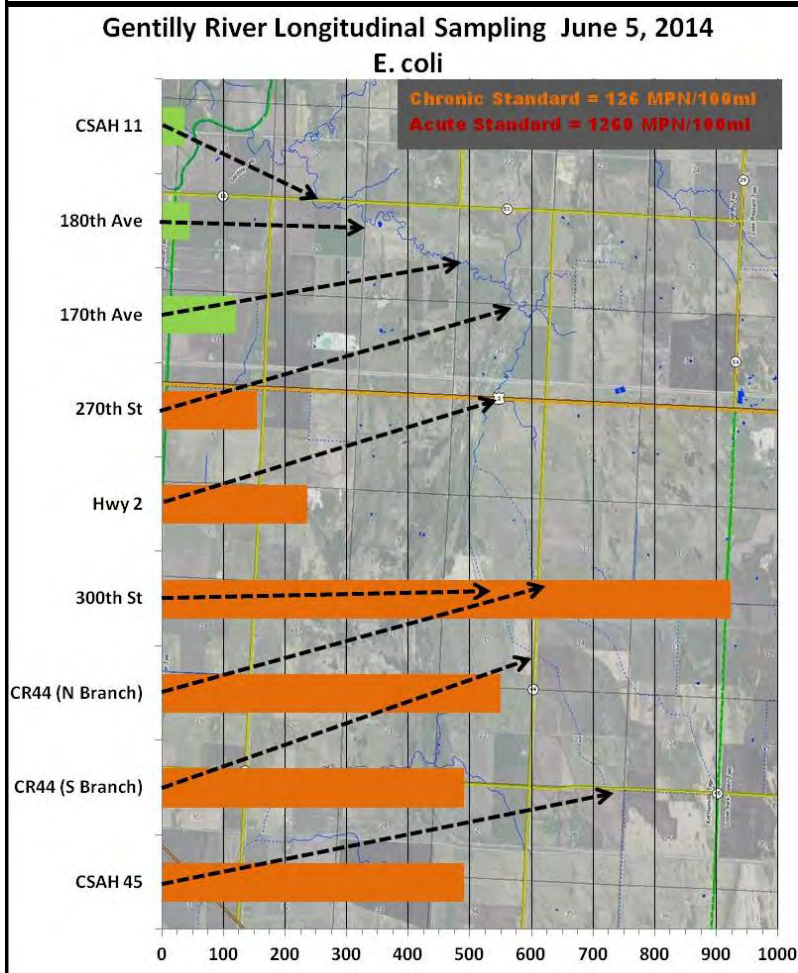 Gentilly River Longitudinal Sampling June 5, 2014
E. coli
Chronic Standard = 126 MPN/100ml
Acute Standard = 1260 MPN/100ml
CSAH 11
180th Ave
170th Ave
270th St
Hwy 2
300th St
CR44 (N Branch)
CR44 (S Branch)
CSAH 45
0 100 200 300 400 500 600 700 800 900 1000